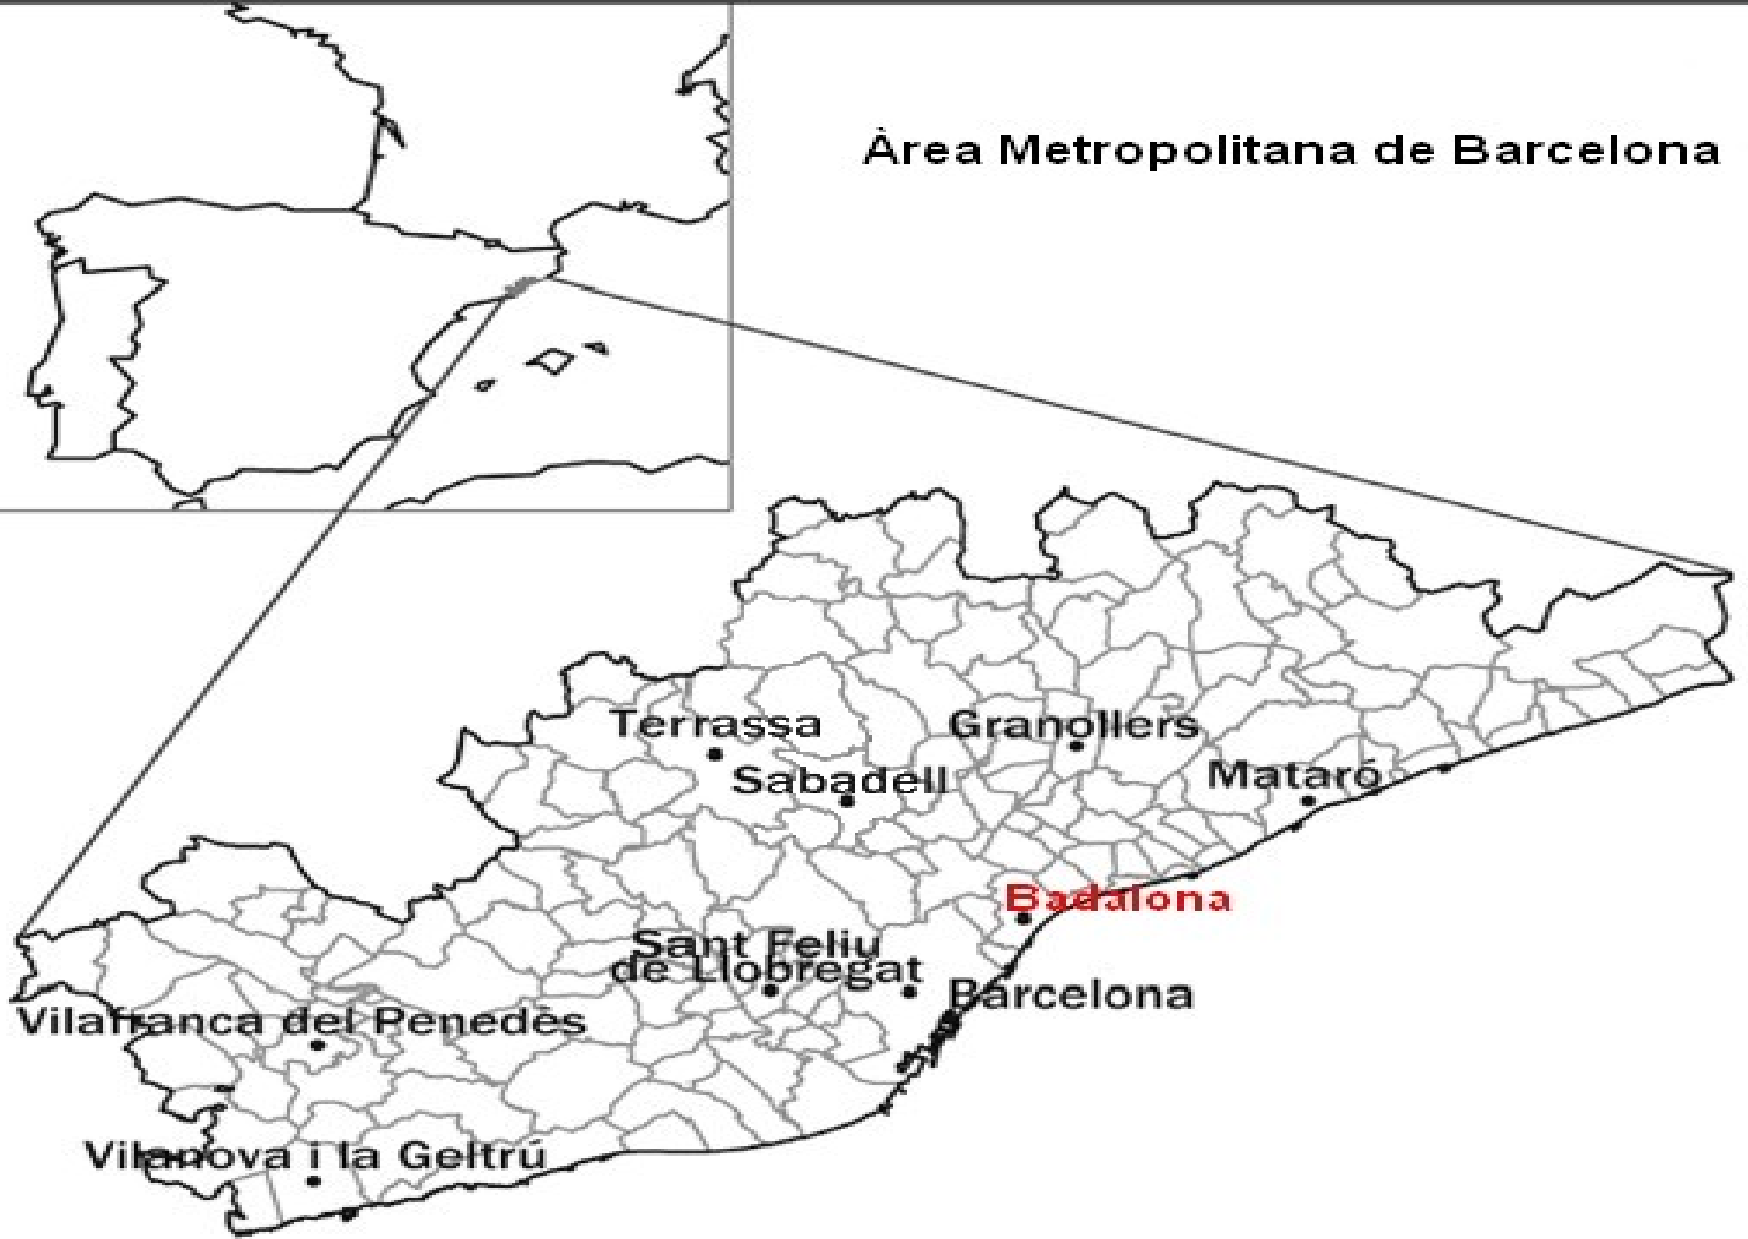 Àrea Metropolitana de Barcelona
Terrassa
Granollers
Sabadell
Mataró
Badalona
Sant Feliu
de Llobregat
Barcelona
Vilafranca del Penedès
Vilanova i la Geltrú